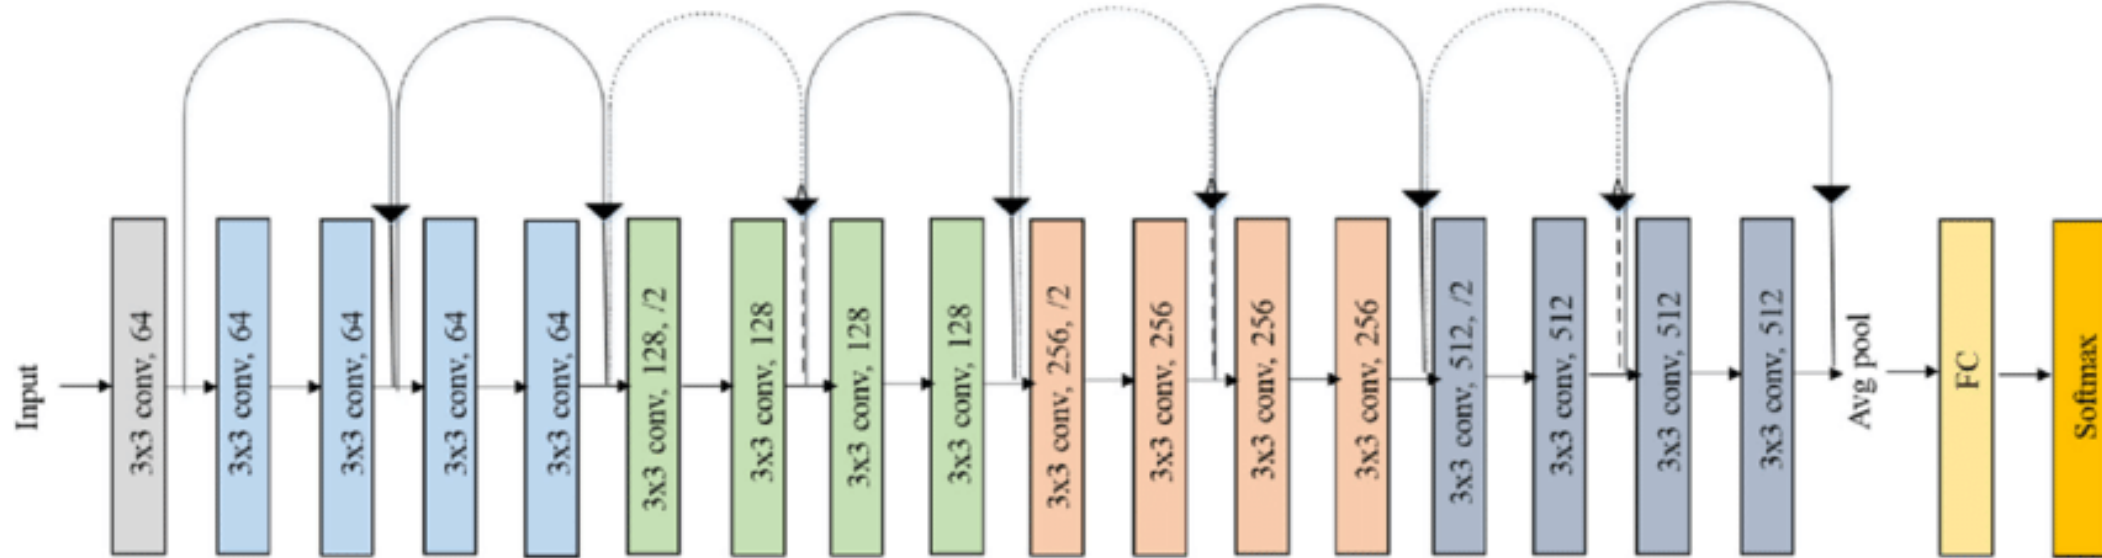 Input
3x3 conv, 64
3x3 conv, 64
3x3 conv, 64
3x3 conv, 64
3x3 conv, 64
3x3 conv, 128, /2
3x3 conv, 128
3x3 conv, 128
3x3 conv, 128
3x3 conv, 256, /2
3x3 conv, 256
3x3 conv, 256
3x3 conv, 256
3x3 conv, 512, /2
3x3 conv, 512
3x3 conv, 512
3x3 conv, 512
Avg pool
FC
Softmax